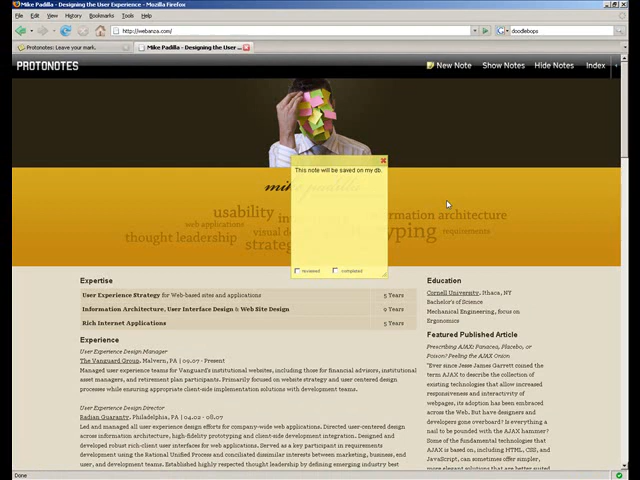 Mike Padilla - Designing the User Experience - Mozilla Firefox
File Edit View History Bookmarks Tools Help
http://webanza.com/
doodlebops
Protonotes: Leave your mark.
Mike Padilla - Designing the User ...
PROTONOTES
New Note Show Notes Hide Notes Index
This note will be saved on my db.
mike padilla
usability
information architecture
web applications
requirements
thought leadership
reviewed completed
Expertise
User Experience Strategy for Web-based sites and applications 5 Years
Information Architecture, User Interface Design & Web Site Design 9 Years
Rich Internet Applications 5 Years
Experience
User Experience Design Manager
The Vanguard Group. Malvern, PA | 09.07 - Present
Managed user experience teams for Vanguard's institutional websites, including those for financial advisors, institutional
asset managers, and retirement plan participants. Primarily focused on website strategy and user centered design
processes while ensuring appropriate client-side implementation solutions with development teams.
User Experience Design Director
Radian Guaranty. Philadelphia, PA | 04.02 - 08.07
Led and managed all user experience design efforts for company-wide web applications. Directed user-centered design
across information architecture, high-fidelity prototyping and client-side development integration. Designed and
developed robust rich-client user interfaces for web applications. Served as a key participant in requirements
development using the Rational Unified Process and conciliated dissimilar interests between marketing, business,
user, and development teams. Established highly respected thought leadership by defining emerging industry best
Education
Cornell University. Ithaca, NY
Bachelor's of Science
Mechanical Engineering, focus on
Ergonomics
Featured Published Article
Prescribing AJAX: Panacea, Placebo, or
Poison? Peeling the AJAX Onion
"Ever since Jesse James Garrett coined the
term AJAX to describe the collection of
existing technologies that allow increased
responsiveness and interactivity of
webpages, its adoption has been embraced
across the Web. But have designers and
developers gone overboard? Is everything
a nail to be pounded with the AJAX hammer?
Some of the fundamental technologies that
AJAX is based on, including HTML, CSS, and
JavaScript, can sometimes offer simpler,
more elegant solutions that are better suited
Done